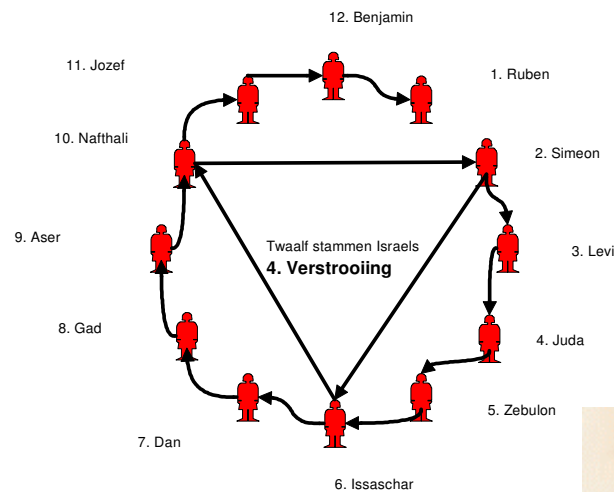 12. Benjamin
11. Jozef
1. Ruben
10. Nafthali
2. Simeon
9. Aser
Twaalf stammen Israels
4. Verstrooiing
3. Levi
8. Gad
4. Juda
7. Dan
5. Zebulon
6. Issaschar